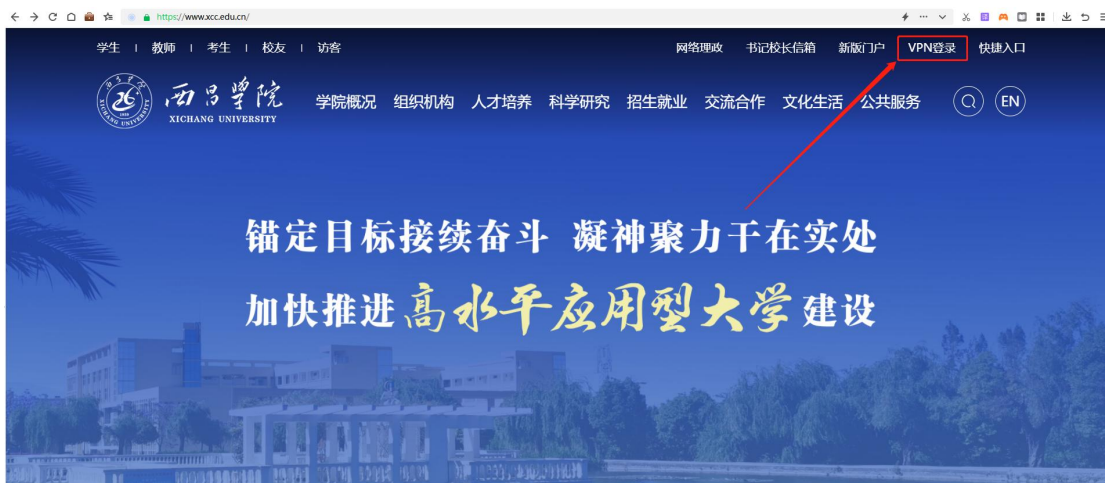 https://www.xcc.edu.cn/
学生 | 教师 | 考生 | 校友 | 访客
网络理政 书记校长信箱 新版门户 VPN登录 快捷入口
西昌学院
XICHANG UNIVERSITY
学院概况 组织机构 人才培养 科学研究 招生就业 交流合作 文化生活 公共服务 EN
锚定目标接续奋斗 凝神聚力干在实处
加快推进高水平应用型大学建设